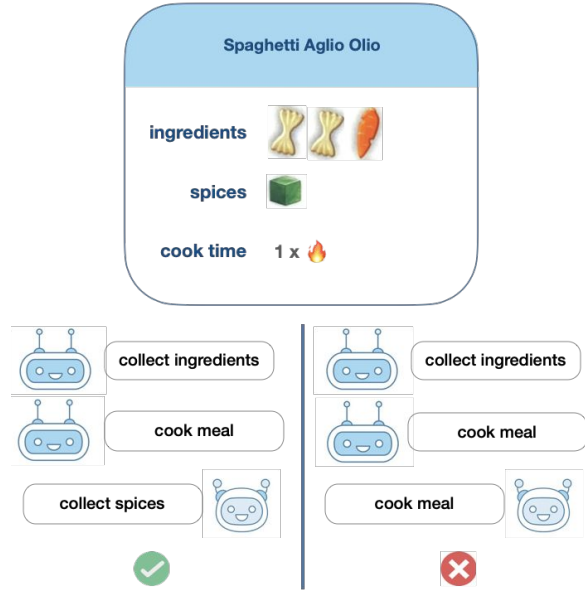 Spaghetti Aglio Olio
ingredients
spices
cook time 1 x
collect ingredients
cook meal
collect spices
collect ingredients
cook meal
cook meal